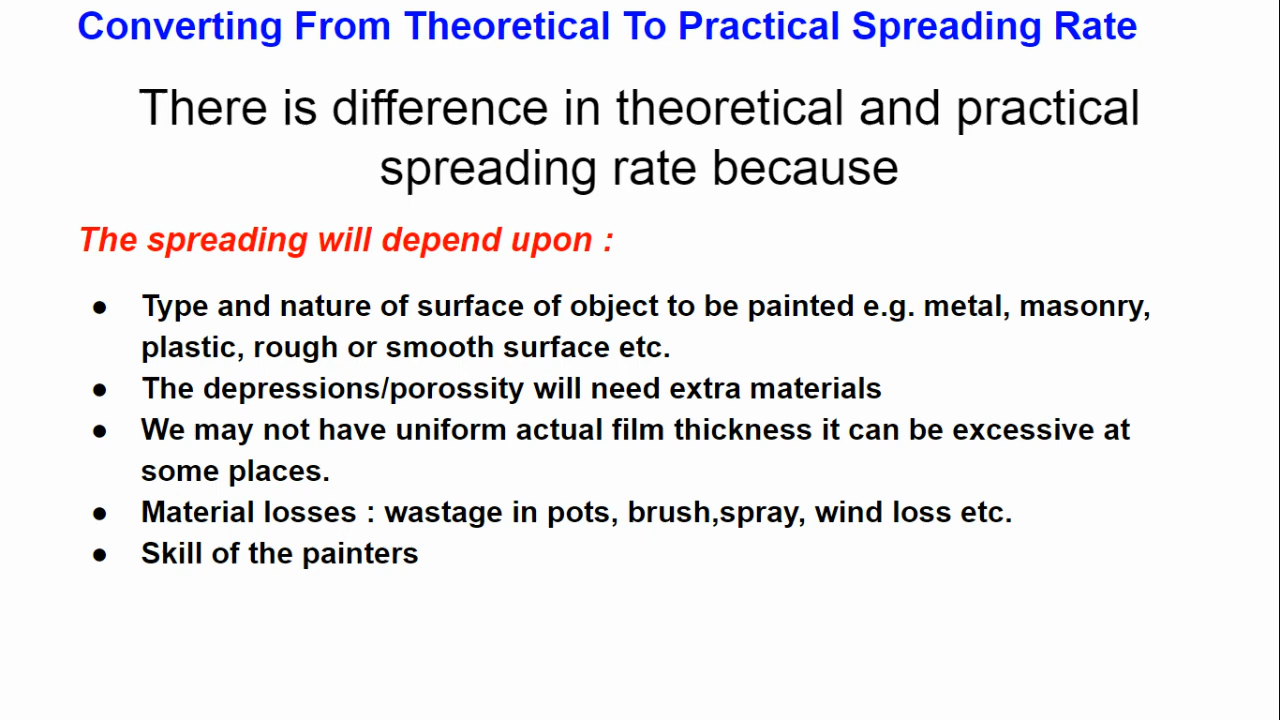 Converting From Theoretical To Practical Spreading Rate
There is difference in theoretical and practical
spreading rate because
The spreading will depend upon :
● Type and nature of surface of object to be painted e.g. metal, masonry,
plastic, rough or smooth surface etc.
● The depressions/porossity will need extra materials
● We may not have uniform actual film thickness it can be excessive at
some places.
● Material losses : wastage in pots, brush,spray, wind loss etc.
● Skill of the painters